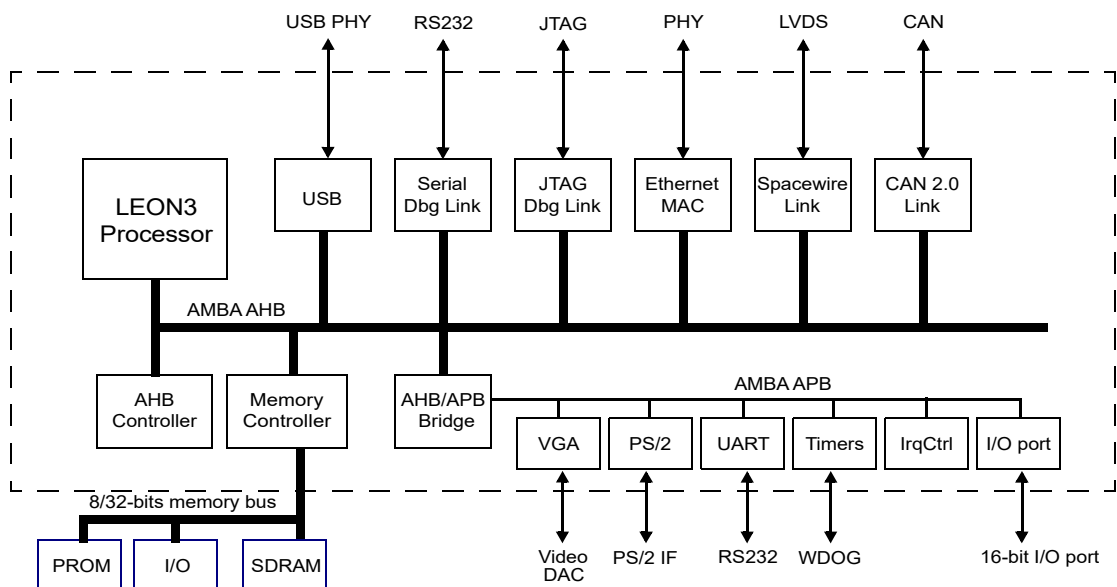 USB PHY
RS232
JTAG
PHY
LVDS
CAN
LEON3
Processor
USB
Serial
Dbg Link
JTAG
Dbg Link
Ethernet
MAC
Spacewire
Link
CAN 2.0
Link
AMBA AHB
AHB
Controller
Memory
Controller
AHB/APB
Bridge
AMBA APB
VGA
PS/2
UART
Timers
IrqCtrl
I/O port
8/32-bits memory bus
PROM
I/O
SDRAM
Video
DAC
PS/2 IF
RS232
WDOG
16-bit I/O port